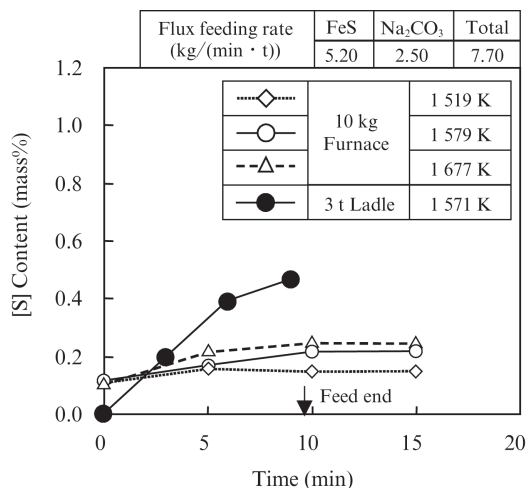 Flux feeding rate (kg/(min・t)) FeS Na₂CO₃ Total
5.20 2.50 7.70
1.2
1.0
0.8
0.6
0.4
0.2
0.0
[S] Content (mass%)
10 kg Furnace
1 519 K
1 579 K
1 677 K
3 t Ladle 1 571 K
Feed end
0 5 10 15 20
Time (min)